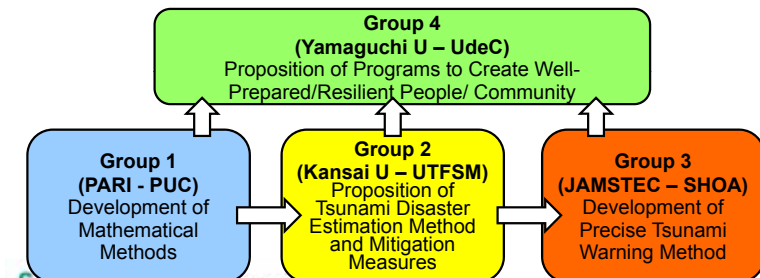 Group 4
(Yamaguchi U – UdeC)
Proposition of Programs to Create Well-
Prepared/Resilient People/ Community
Group 1
(PARI - PUC)
Development of
Mathematical
Methods
Group 2
(Kansai U – UTFSM)
Proposition of
Tsunami Disaster
Estimation Method
and Mitigation
Measures
Group 3
(JAMSTEC – SHOA)
Development of
Precise Tsunami
Warning Method